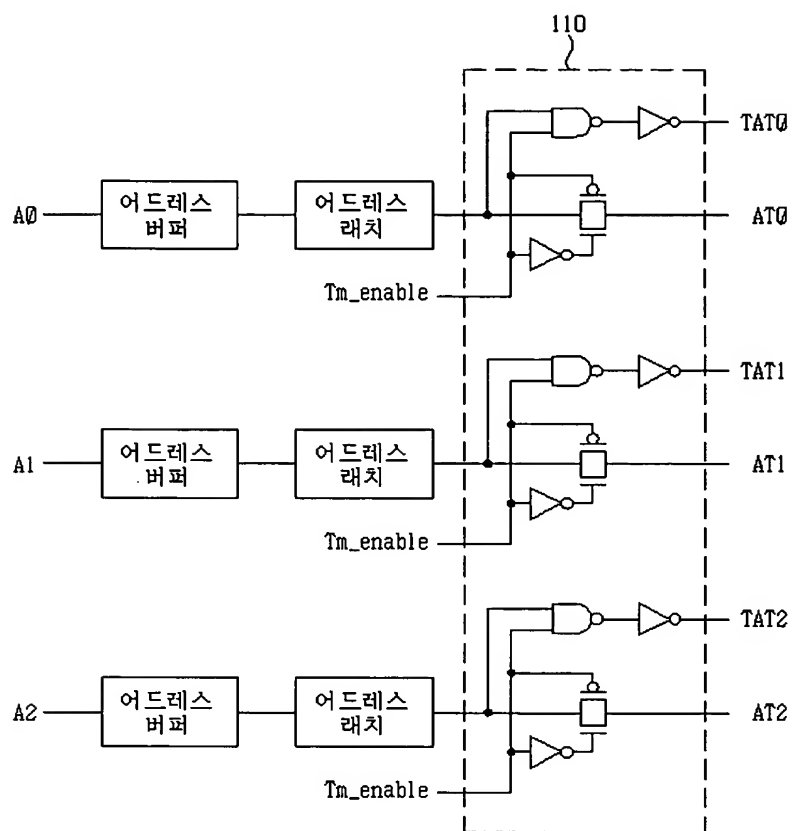 110
TAT0
A0
어드레스
버퍼
어드레스
래치
AT0
Tm_enable
TAT1
A1
어드레스
버퍼
어드레스
래치
AT1
Tm_enable
TAT2
A2
어드레스
버퍼
어드레스
래치
AT2
Tm_enable